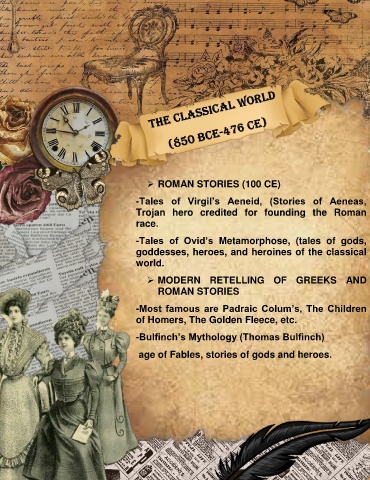 THE CLASSICAL WORLD
(850 BCE-476 CE)
➢ ROMAN STORIES (100 CE)
-Tales of Virgil's Aeneid, (Stories of Aeneas,
Trojan hero credited for founding the Roman
race.
-Tales of Ovid's Metamorphose, (tales of gods,
goddesses, heroes, and heroines of the classical
world.
➢ MODERN RETELLING OF GREEKS AND
ROMAN STORIES
-Most famous are Padraic Colum's, The Children
of Homers, The Golden Fleece, etc.
-Bulfinch's Mythology (Thomas Bulfinch)
age of Fables, stories of gods and heroes.